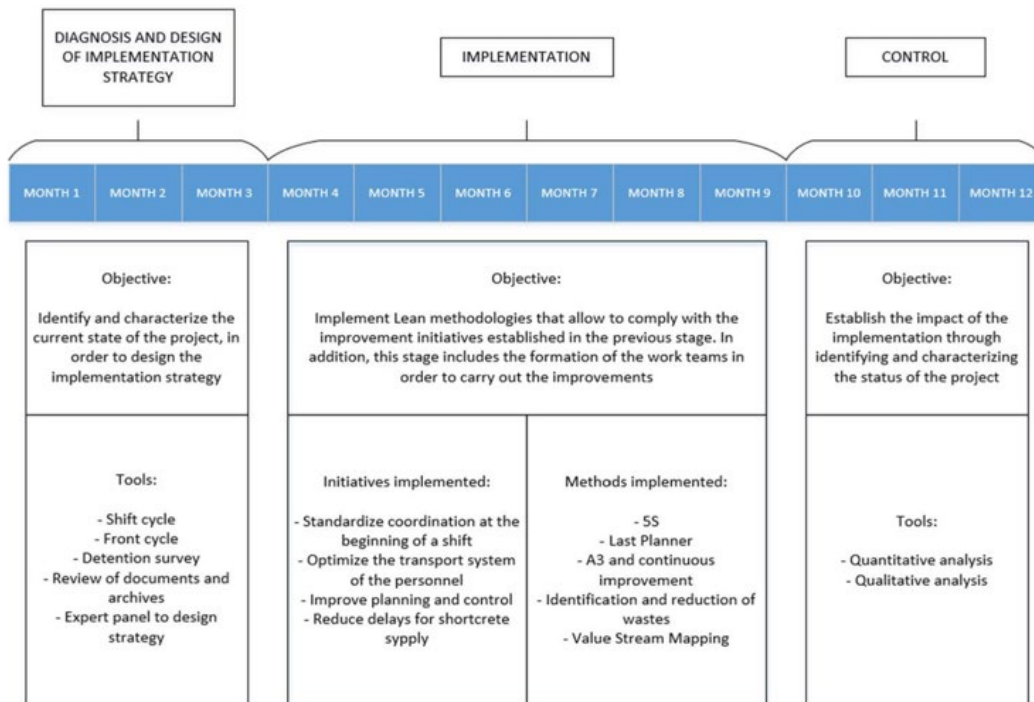 DIAGNOSIS AND DESIGN
OF IMPLEMENTATION
STRATEGY
IMPLEMENTATION
CONTROL
MONTH 1
MONTH 2
MONTH 3
MONTH 4
MONTH 5
MONTH 6
MONTH 7
MONTH 8
MONTH 9
MONTH 10
MONTH 11
MONTH 12
Objective:
Identify and characterize the
current state of the project, in
order to design the
implementation strategy
Objective:
Implement Lean methodologies that allow to comply with the
improvement initiatives established in the previous stage. In
addition, this stage includes the formation of the work teams in
order to carry out the improvements
Objective:
Establish the impact of the
implementation through
identifying and characterizing
the status of the project
Tools:
- Shift cycle
- Front cycle
- Detention survey
- Review of documents and
archives
- Expert panel to design
strategy
Initiatives implemented:
- Standardize coordination at the
beginning of a shift
- Optimize the transport system
of the personnel
- Improve planning and control
- Reduce delays for shortcrete
sypply
Methods implemented:
- 5S
- Last Planner
- A3 and continuous
improvement
- Identification and reduction of
wastes
- Value Stream Mapping
Tools:
- Quantitative analysis
- Qualitative analysis